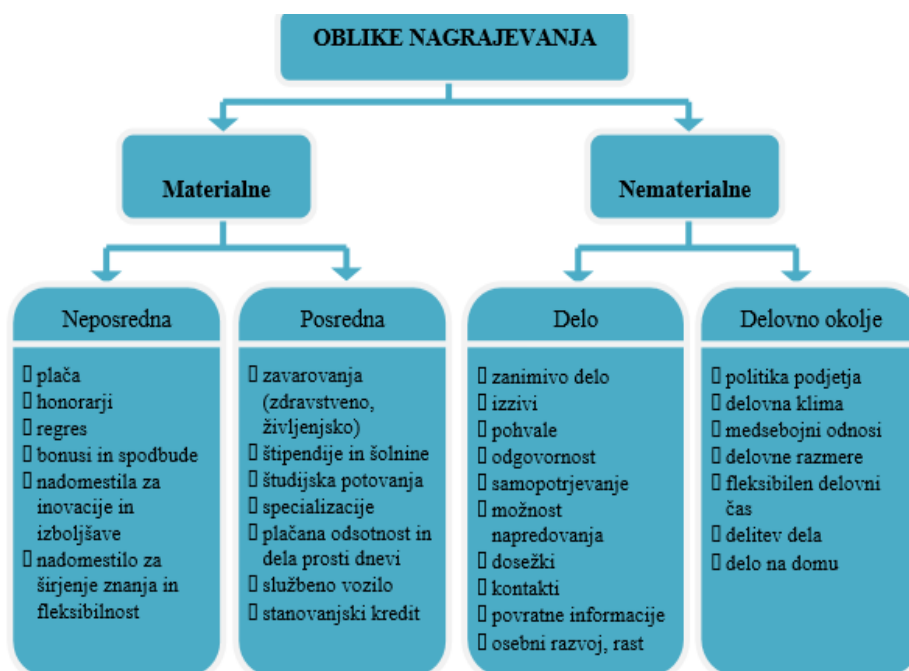 OBLIKE NAGRAJEVANJA
Materialne
Nematerialne
Neposredna
▯ plača
▯ honorarji
▯ regres
▯ bonusi in spodbude
▯ nadomestila za
inovacije in
izboljšave
▯ nadomestilo za
širjenje znanja in
fleksibilnost
Posredna
▯ zavarovanja
(zdravstveno,
življenjsko)
▯ štipendije in šolnine
▯ študijska potovanja
▯ specializacije
▯ plačana odsotnost in
dela prosti dnevi
▯ službeno vozilo
▯ stanovanjski kredit
Delo
▯ zanimivo delo
▯ izzivi
▯ pohvale
▯ odgovornost
▯ samopotrjevanje
▯ možnost
napredovanja
▯ dosežki
▯ kontakti
▯ povratne informacije
▯ osebni razvoj, rast
Delovno okolje
▯ politika podjetja
▯ delovna klima
▯ medsebojni odnosi
▯ delovne razmere
▯ fleksibilen delovni
čas
▯ delitev dela
▯ delo na domu